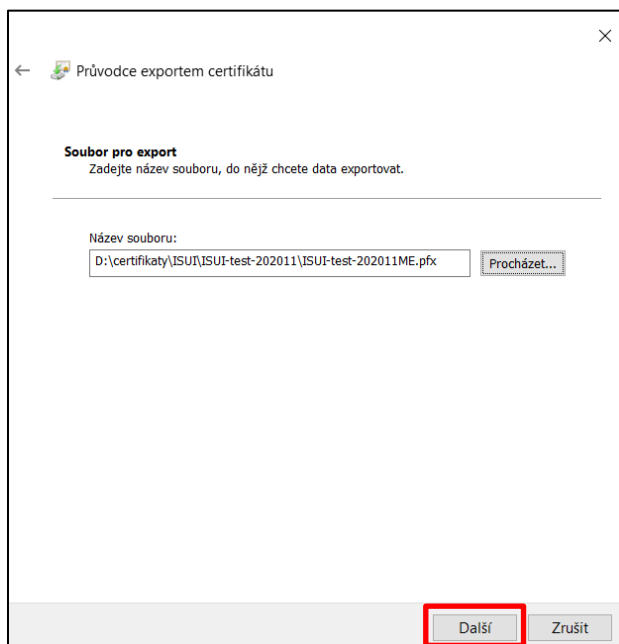 Průvodce exportem certifikátu
Soubor pro export
Zadejte název souboru, do nějž chcete data exportovat.
Název souboru:
D:\certifikaty\ISUI\ISUI-test-202011\ISUI-test-202011ME.pfx
Procházet...
Další
Zrušit